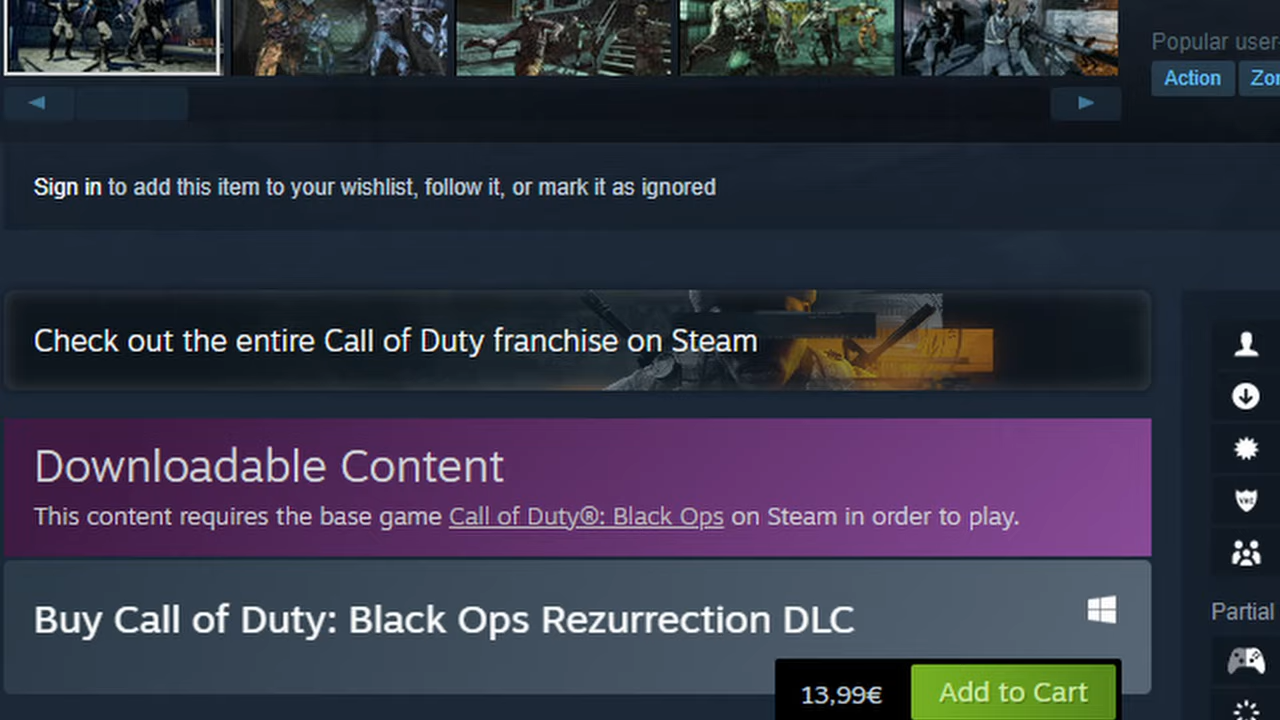 Popular user
Action
Zor
Sign in to add this item to your wishlist, follow it, or mark it as ignored
Check out the entire Call of Duty franchise on Steam
Downloadable Content
This content requires the base game Call of Duty®: Black Ops on Steam in order to play.
Buy Call of Duty: Black Ops Rezurrection DLC
13,99€
Add to Cart
Partial